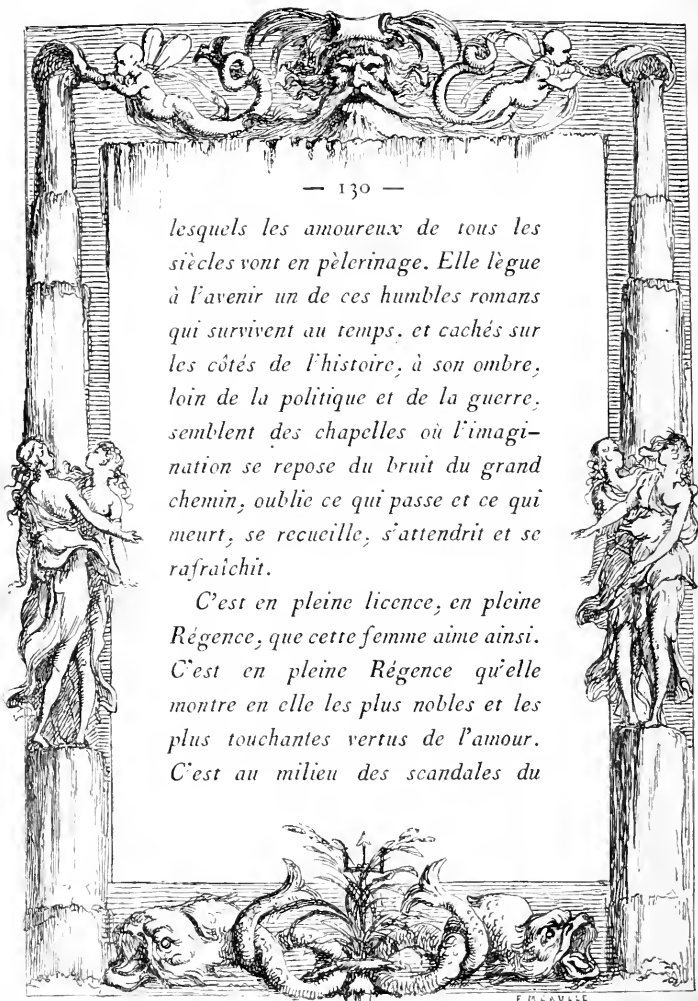 — 130 —
lesquels les amoureux de tous les
siècles vont en pèlerinage. Elle lègue
à l'avenir un de ces humbles romans
qui survivent au temps, et cachés sur
les côtés de l'histoire, à son ombre,
loin de la politique et de la guerre,
semblent des chapelles où l'imagi-
nation se repose du bruit du grand
chemin, oublie ce qui passe et ce qui
meurt, se recueille, s'attendrit et se
rafraîchit.
C'est en pleine licence, en pleine
Régence, que cette femme aime ainsi.
C'est en pleine Régence qu'elle
montre en elle les plus nobles et les
plus touchantes vertus de l'amour.
C'est au milieu des scandales du
F MÉAULLE